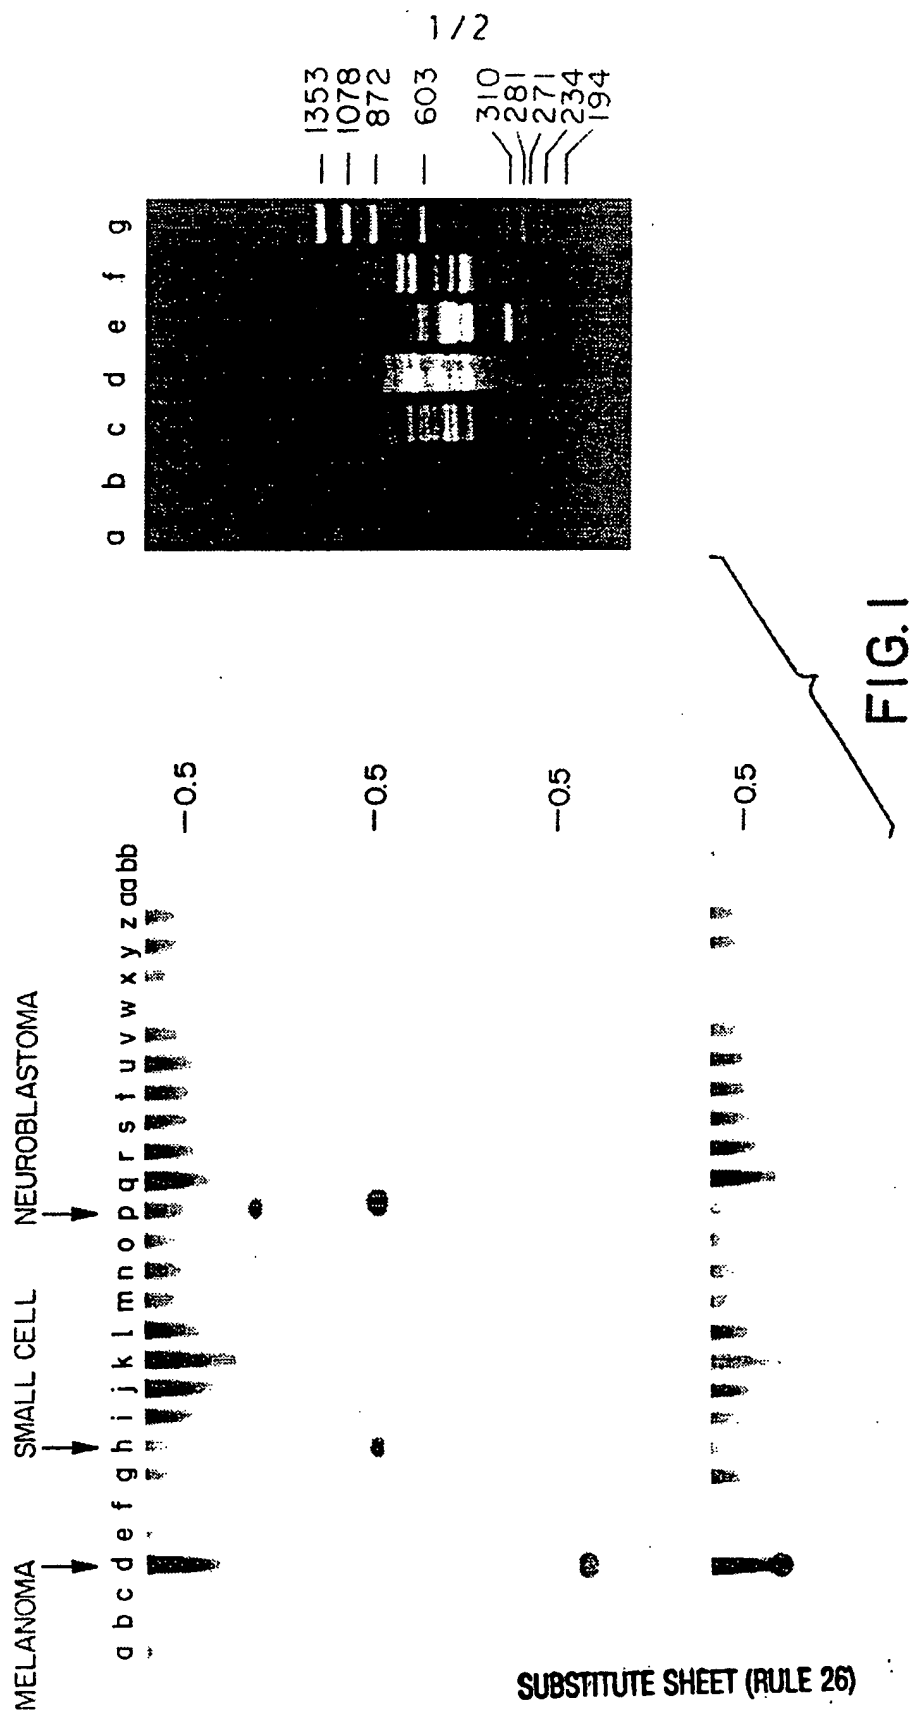 1/2
MELANOMA
SMALL CELL
NEUROBLASTOMA
a b c d e f g h i j k l m n o p q r s t u v w x y z aa bb
—0.5
—0.5
—0.5
—0.5
a b c d e f g
1353
1078
872
603
310
281
271
234
194
FIG. 1
SUBSTITUTE SHEET (RULE 26)